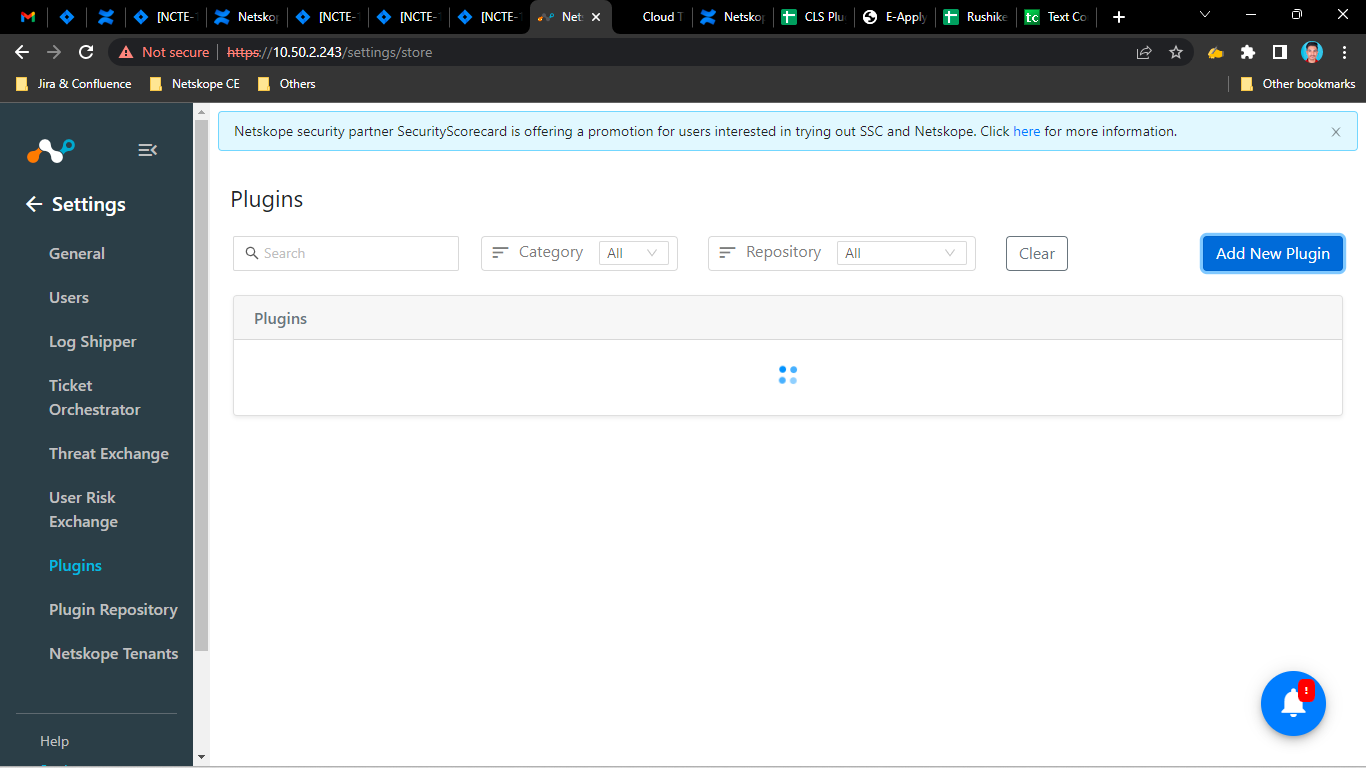 [NCTE-
Netskop
[NCTE-
[NCTE-
[NCTE-
Net
Cloud T
Netskop
CLS Plu
E-Apply
Rushike
tc
Text Co
Not secure
https://10.50.2.243/settings/store
Jira & Confluence
Netskope CE
Others
Other bookmarks
Netskope security partner SecurityScorecard is offering a promotion for users interested in trying out SSC and Netskope. Click here for more information.
Settings
General
Users
Log Shipper
Ticket
Orchestrator
Threat Exchange
User Risk
Exchange
Plugins
Plugin Repository
Netskope Tenants
Help
Plugins
Search
Category
All
Repository
All
Clear
Add New Plugin
Plugins
!